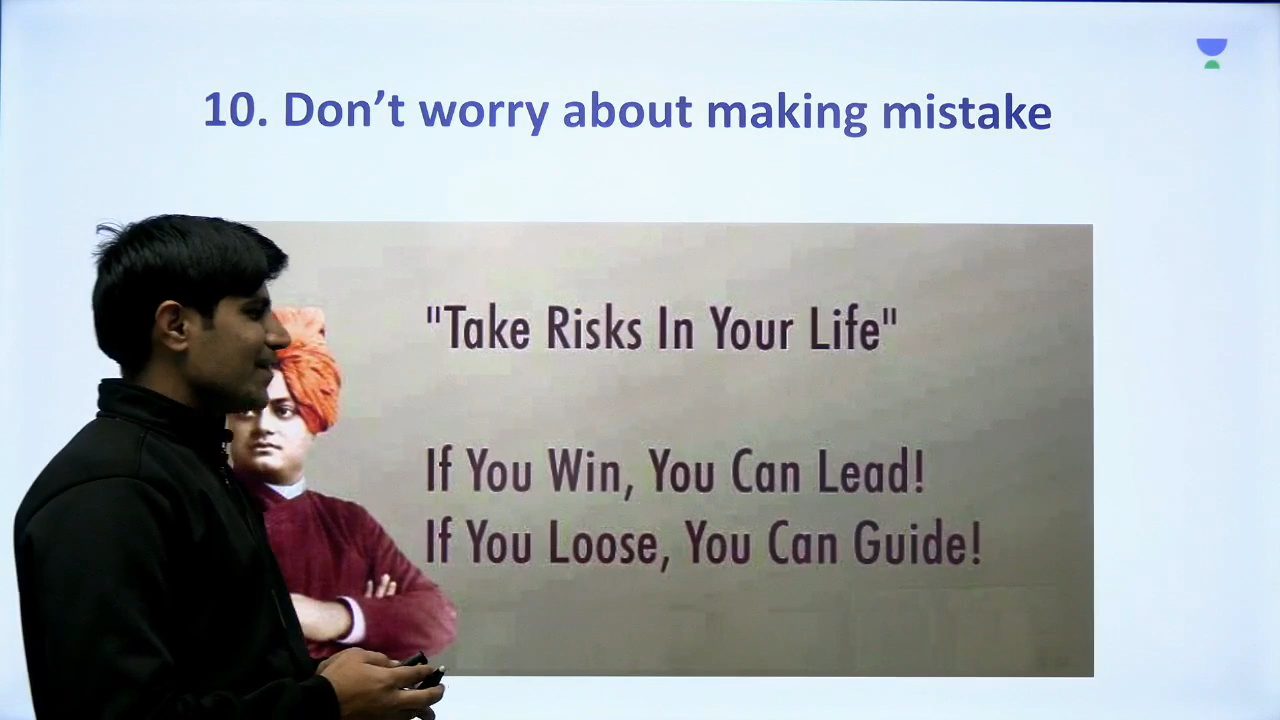 10. Don’t worry about making mistake
"Take Risks In Your Life"
If You Win, You Can Lead!
If You Loose, You Can Guide!